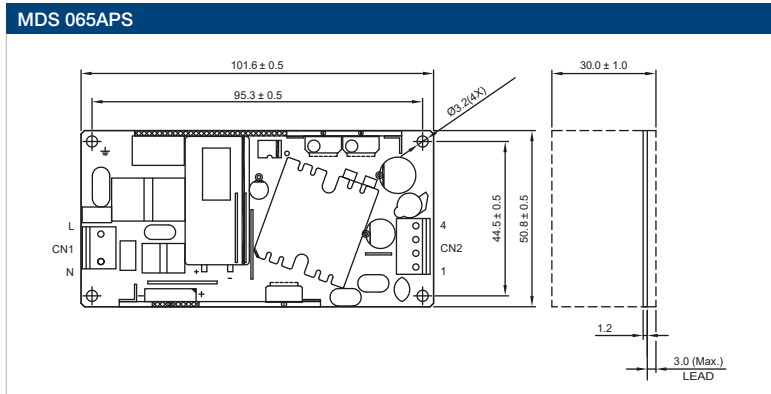 MDS 065APS
101.6 ± 0.5
30.0 ± 1.0
95.3 ± 0.5
Ø3.2(4X)
L
CN1
N
4
CN2
1
44.5 ± 0.5
50.8 ± 0.5
+
-
-
+
1.2
3.0 (Max.)
LEAD